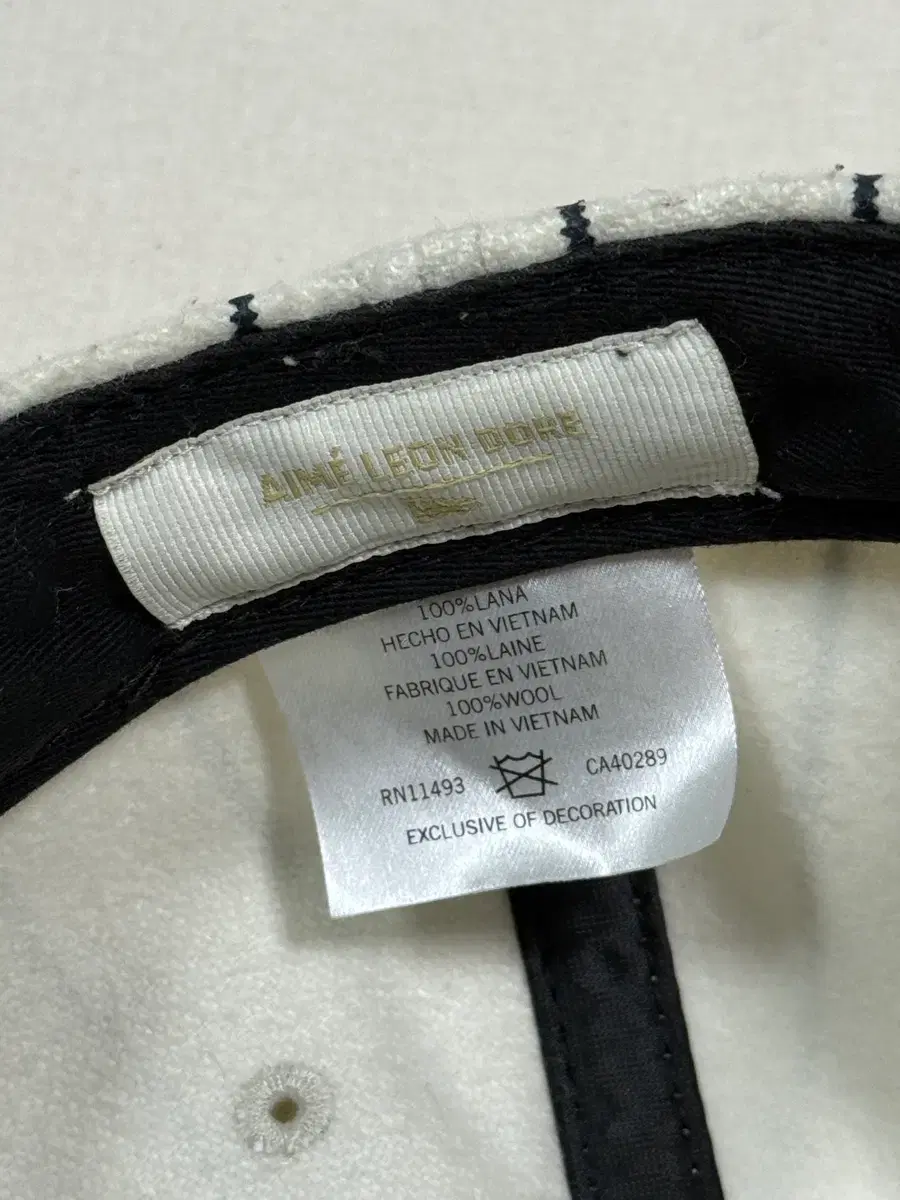 AIMÉ LEON DORE
100%LANA
HECHO EN VIETNAM
100%LAINE
FABRIQUE EN VIETNAM
100%WOOL
MADE IN VIETNAM
RN11493 CA40289
EXCLUSIVE OF DECORATION